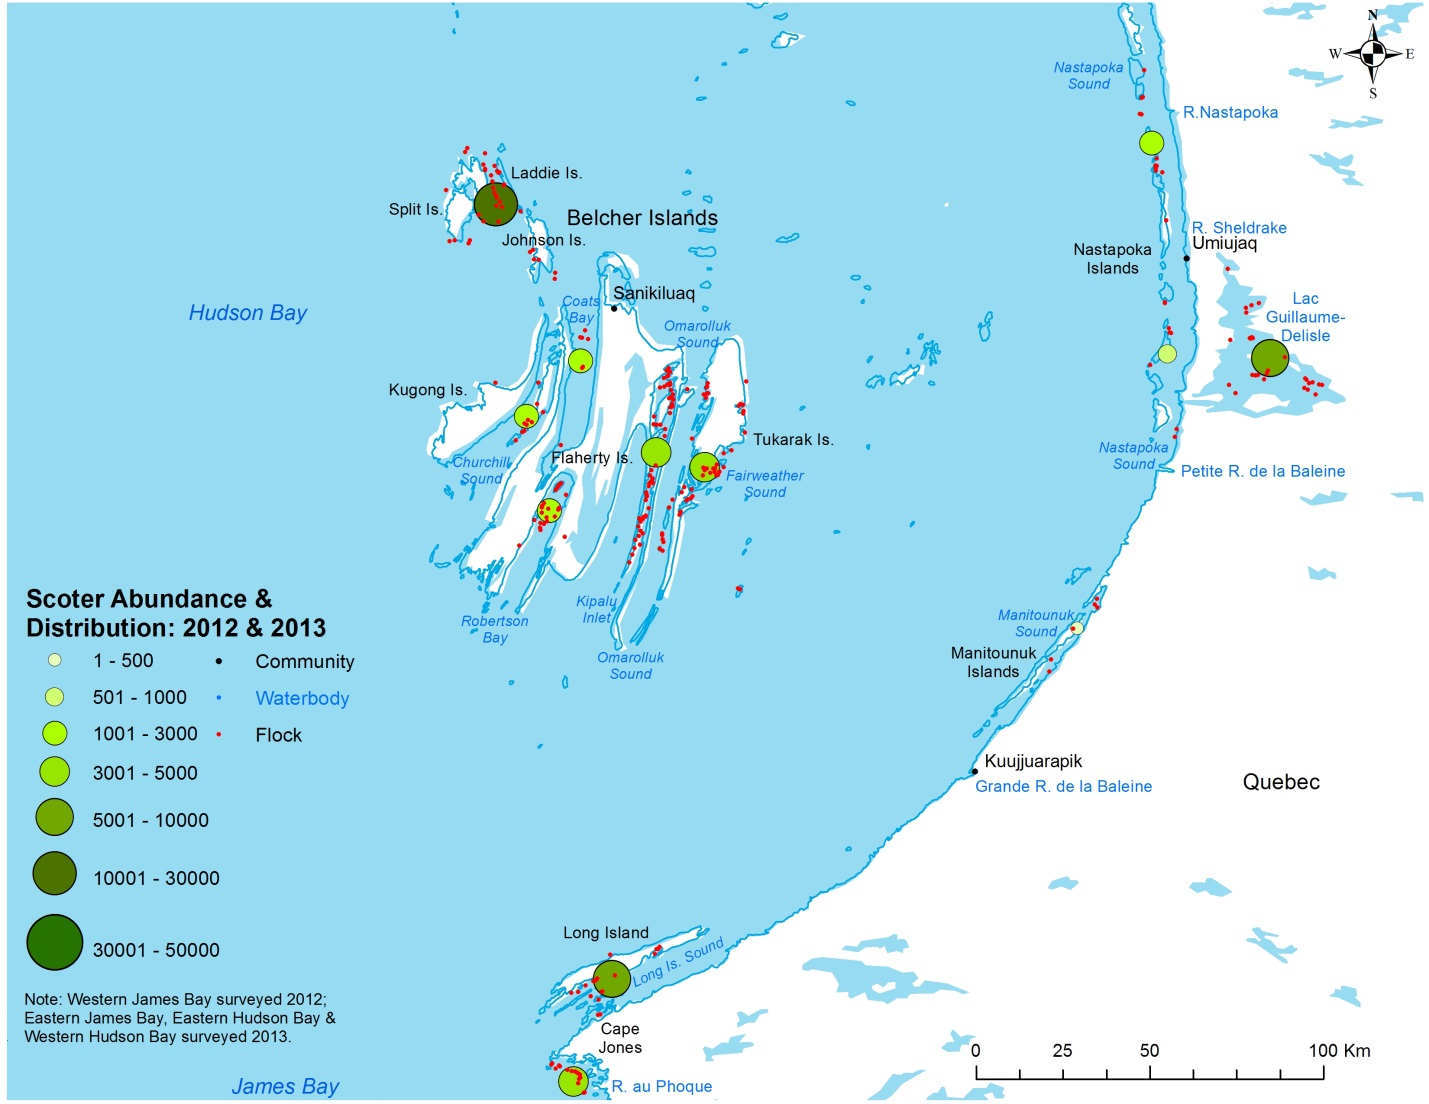 N
W
E
S
Nastapoka
Sound
R.Nastapoka
Laddie Is.
Split Is.
Belcher Islands
Johnson Is.
R. Sheldrake
Umiujaq
Nastapoka
Islands
Hudson Bay
Coats
Bay
Sanikiluaq
Omarolluk
Sound
Lac
Guillaume-
Delisle
Kugong Is.
Tukarak Is.
Churchill
Sound
Flaherty Is.
Fairweather
Sound
Nastapoka
Sound
Petite R. de la Baleine
Scoter Abundance &
Distribution: 2012 & 2013
1 - 500
Community
501 - 1000
Waterbody
1001 - 3000
Flock
3001 - 5000
5001 - 10000
10001 - 30000
30001 - 50000
Robertson
Bay
Kipalu
Inlet
Omarolluk
Sound
Manitounuk
Sound
Manitounuk
Islands
Kuujjuarapik
Grande R. de la Baleine
Quebec
Long Island
Long Is. Sound
Note: Western James Bay surveyed 2012;
Eastern James Bay, Eastern Hudson Bay &
Western Hudson Bay surveyed 2013.
Cape
Jones
James Bay
R. au Phoque
0 25 50 100 Km